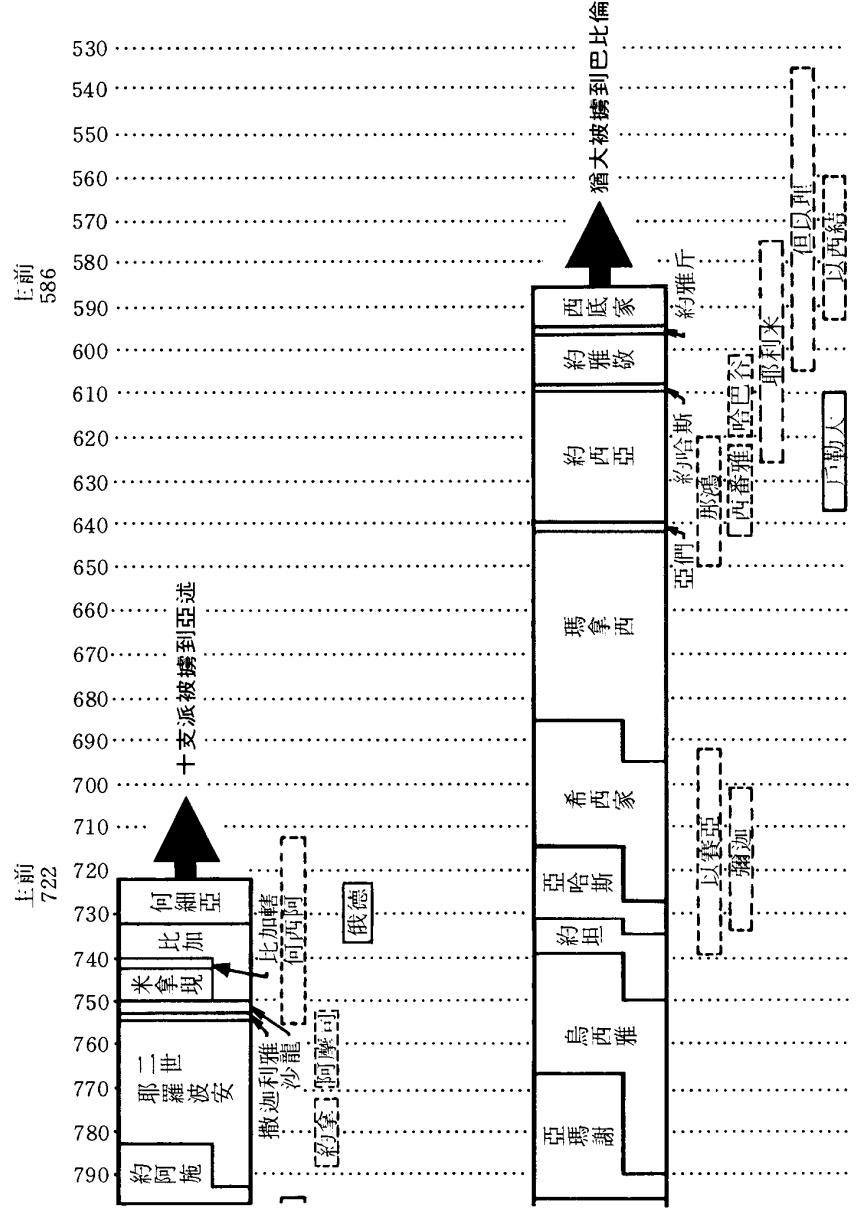 530
540
550
560
570
580
主前
586
590
600
610
620
630
640
650
660
670
680
690
700
710
主前
722
720
730
740
750
760
770
780
790
十支派被擄到亞述
何細亞
比加
米拿現
二世
耶羅波安
約阿施
比加轄
撒迦利雅
沙龍
何西阿
阿摩司
約拿
俄德
猶大被擄到巴比倫
西底家
約雅敬
約西亞
瑪拿西
希西家
亞哈斯
約坦
烏西雅
亞瑪謝
約雅斤
約哈斯
亞們
那鴻
西番雅
哈巴谷
耶利米
但以理
以西結
戶勒大
以賽亞
彌迦